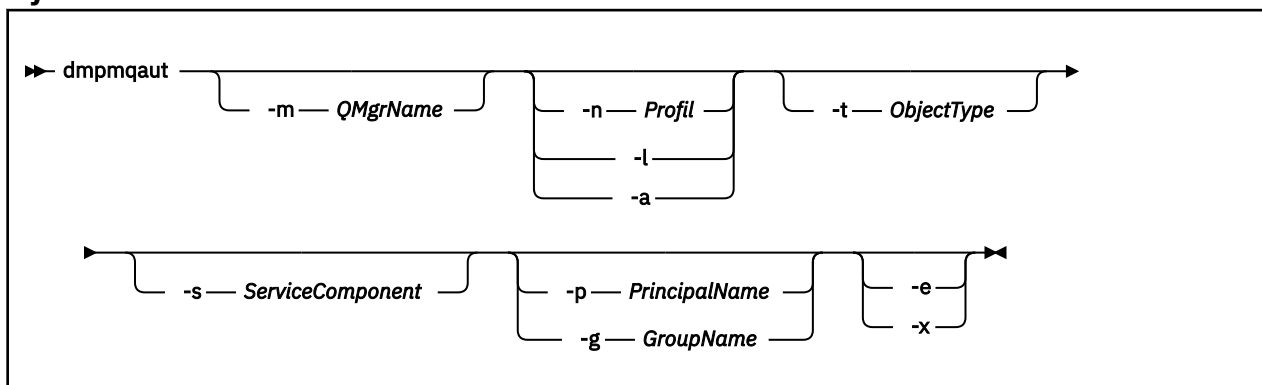 dmpmqaut
-m QMgrName
-n Profil
-t ObjectType
-l
-a
-s ServiceComponent
-p PrincipalName
-e
-x
-g GroupName